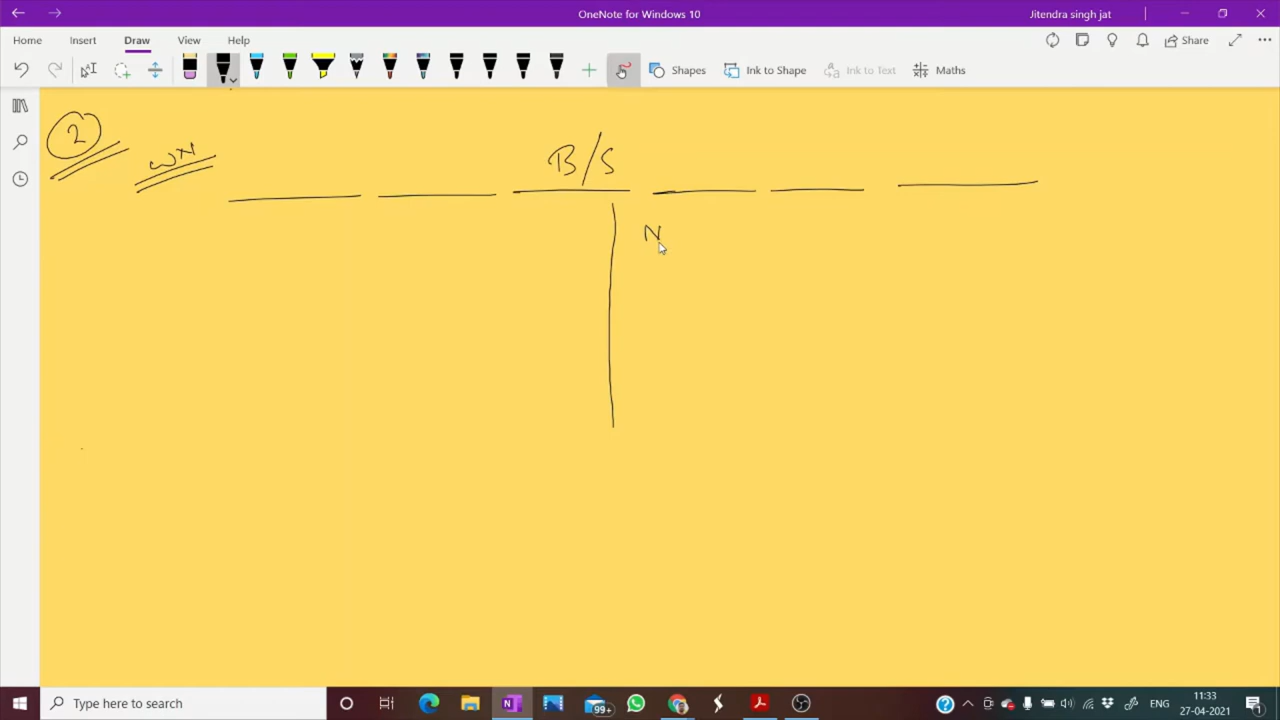 OneNote for Windows 10
Jitendra singh jat
Home Insert Draw View Help
Share
Shapes Ink to Shape Ink to Text Maths
2
B/S
N
Type here to search
99+
ENG
11:33
27-04-2021